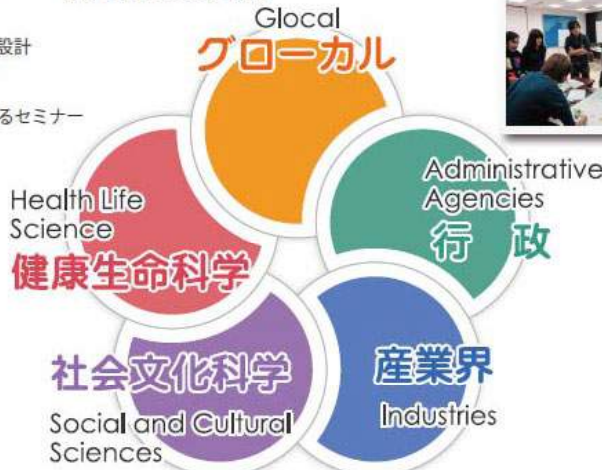 Glocal
グローカル
設計
るセミナー
Administrative
Agencies
行 政
Health Life
Science
健康生命科学
社会文化科学
Social and Cultural
Sciences
産業界
Industries